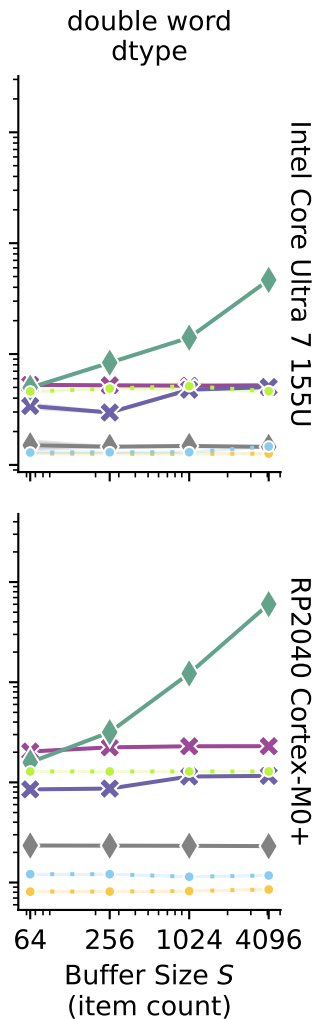 double word
dtype
Intel Core Ultra 7 155U
RP2040 Cortex-M0+
64 256 1024 4096
Buffer Size S
(item count)